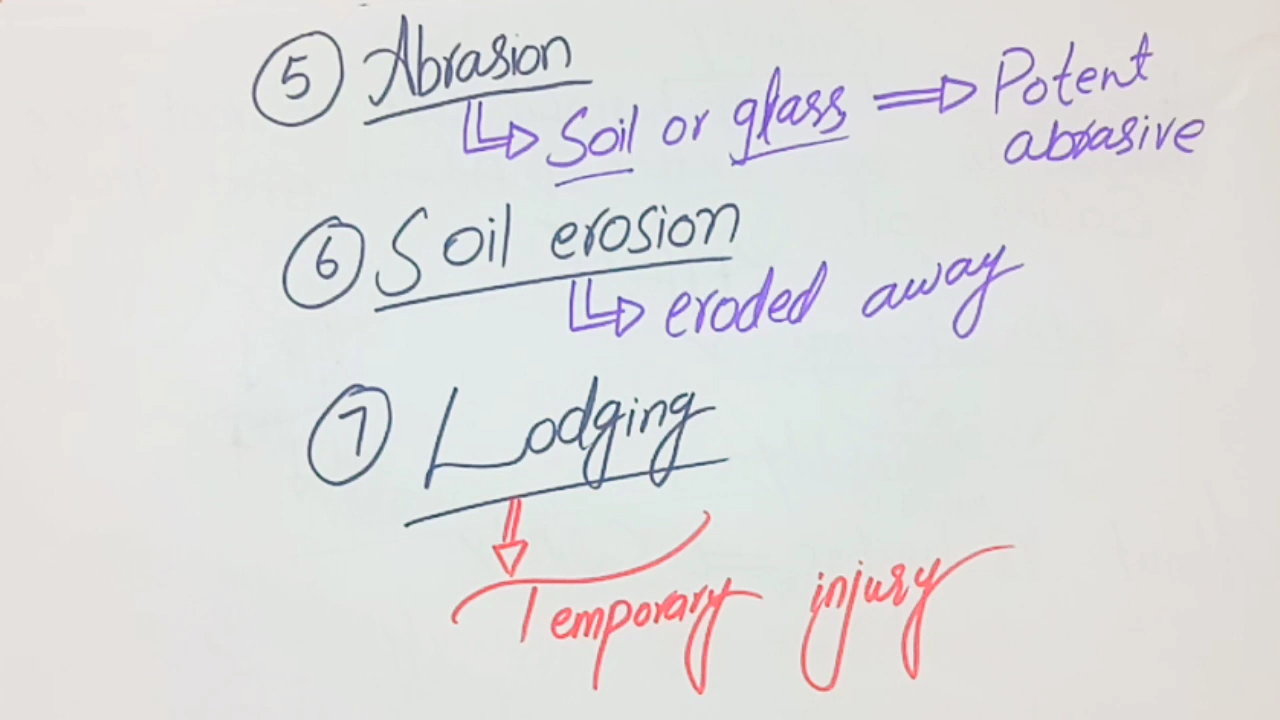 5 Abrasion
Soil or glass ⇒ Potent abrasive
6 Soil erosion
eroded away
7 Lodging
Temporary injury